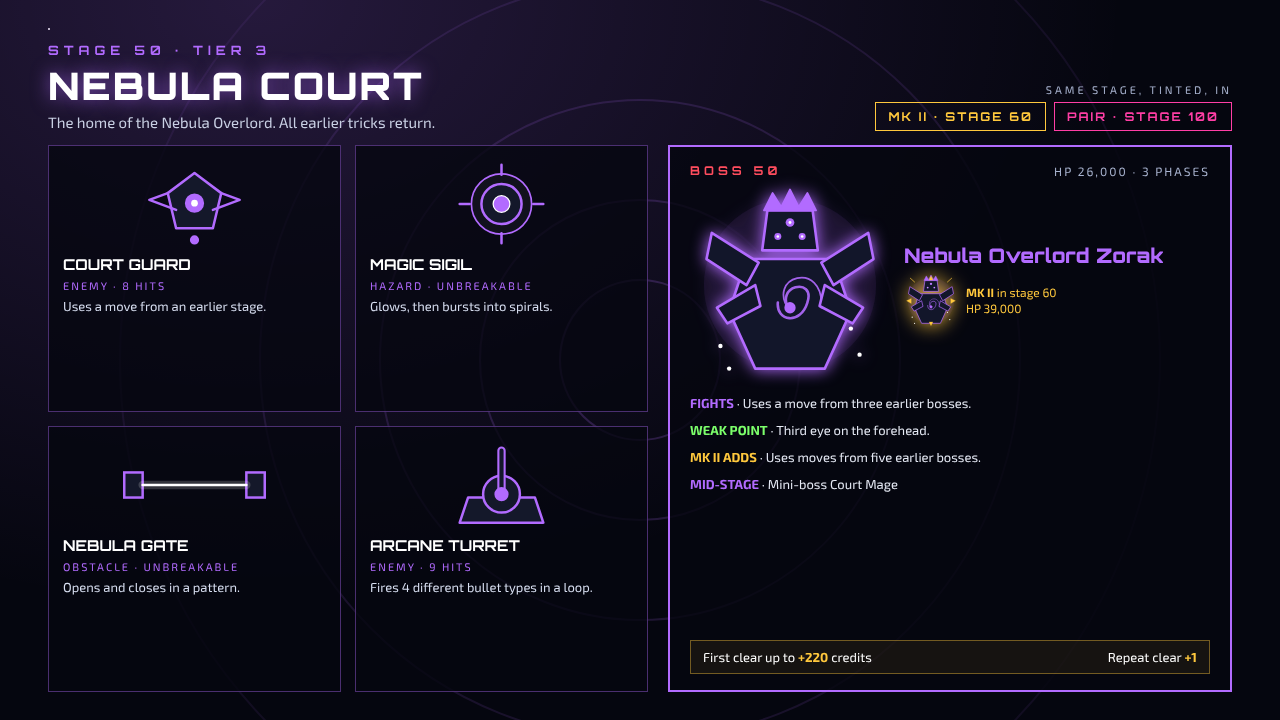 STAGE 50 · TIER 3
NEBULA COURT
The home of the Nebula Overlord. All earlier tricks return.
SAME STAGE, TINTED, IN
MK II · STAGE 60
PAIR · STAGE 100
COURT GUARD
ENEMY · 8 HITS
Uses a move from an earlier stage.
MAGIC SIGIL
HAZARD · UNBREAKABLE
Glows, then bursts into spirals.
NEBULA GATE
OBSTACLE · UNBREAKABLE
Opens and closes in a pattern.
ARCANE TURRET
ENEMY · 9 HITS
Fires 4 different bullet types in a loop.
BOSS 50
HP 26,000 · 3 PHASES
Nebula Overlord Zorak
MK II in stage 60
HP 39,000
FIGHTS · Uses a move from three earlier bosses.
WEAK POINT · Third eye on the forehead.
MK II ADDS · Uses moves from five earlier bosses.
MID-STAGE · Mini-boss Court Mage
First clear up to +220 credits
Repeat clear +1